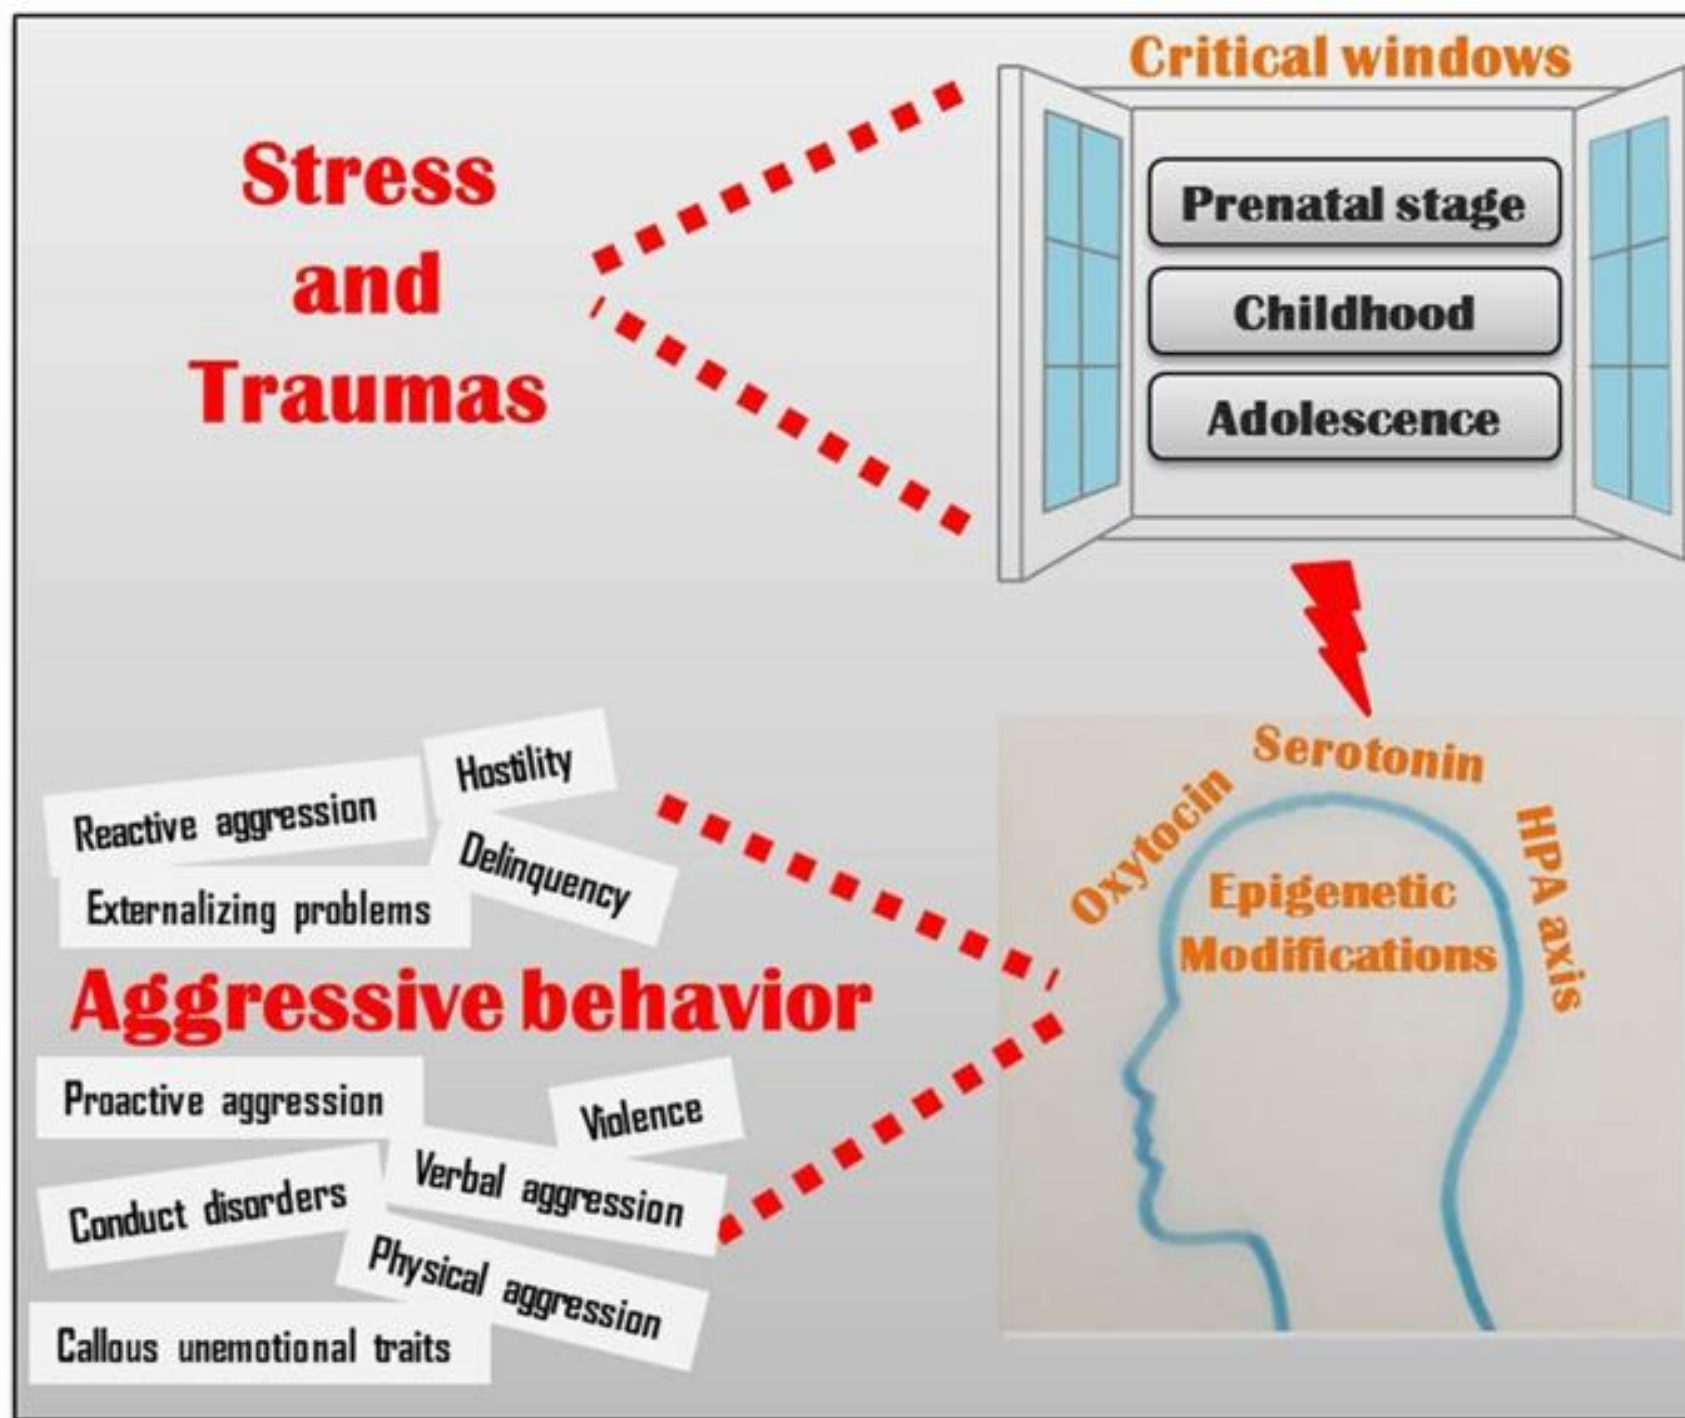 Critical windows
Stress
and
Traumas
Prenatal stage
Childhood
Adolescence
Serotonin
Oxytocin
HPA axis
Epigenetic
Modifications
Hostility
Reactive aggression
Delinquency
Externalizing problems
Aggressive behavior
Proactive aggression
Violence
Verbal aggression
Conduct disorders
Physical aggression
Callous unemotional traits